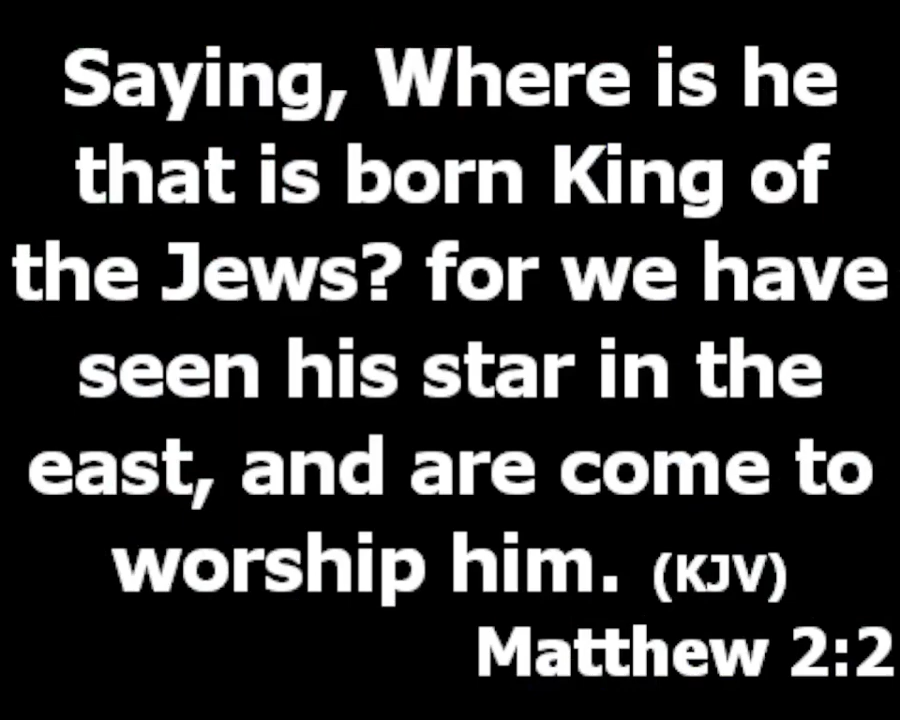 Saying, Where is he
that is born King of
the Jews? for we have
seen his star in the
east, and are come to
worship him. (KJV)
Matthew 2:2